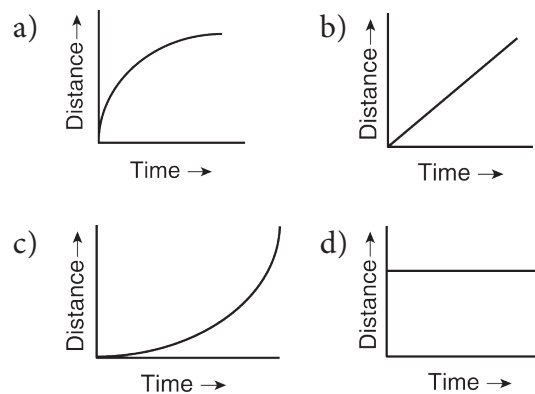 a)
Distance→
Time →
b)
Distance→
Time →
c)
Distance→
Time →
d)
Distance→
Time →